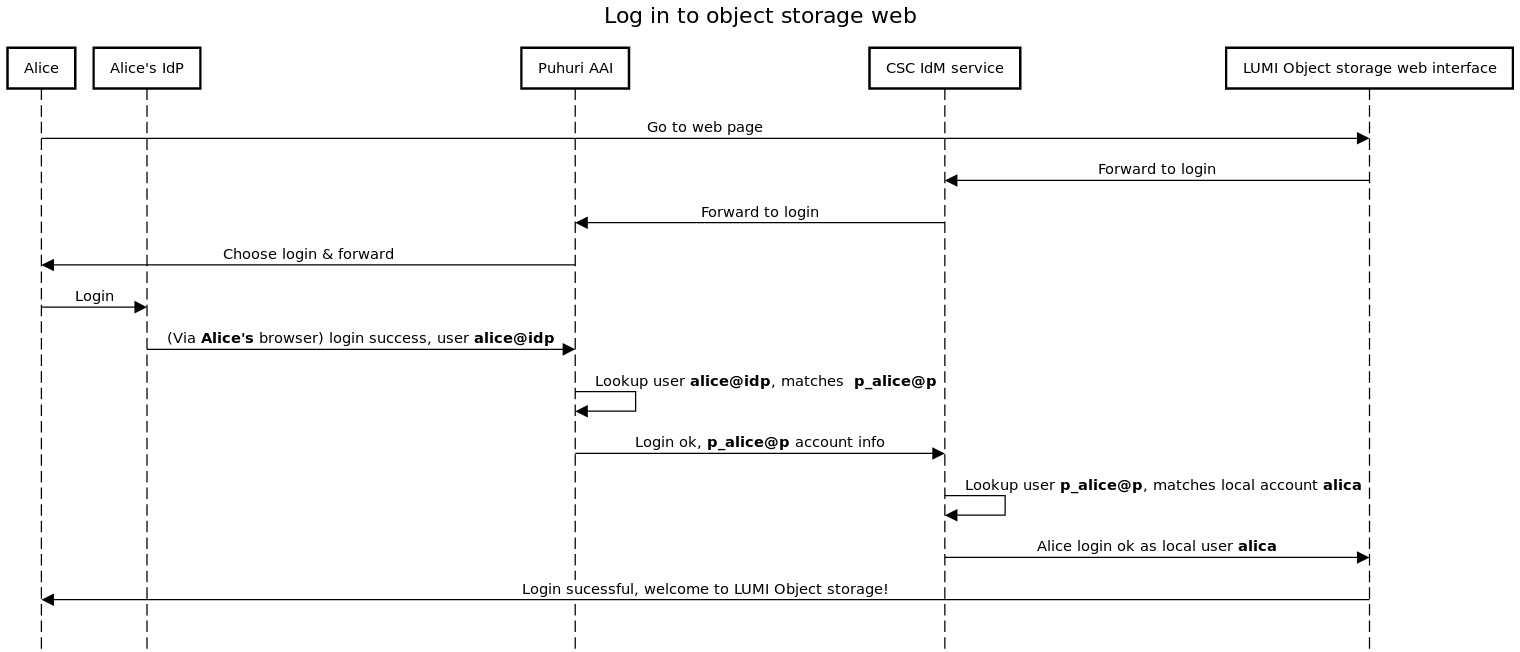 Log in to object storage web
Alice
Alice's IdP
Puhuri AAI
CSC IdM service
LUMI Object storage web interface
Go to web page
Forward to login
Forward to login
Choose login & forward
Login
(Via Alice's browser) login success, user alice@idp
Lookup user alice@idp, matches  p_alice@p
Login ok, p_alice@p account info
Lookup user p_alice@p, matches local account alica
Alice login ok as local user alica
Login sucessful, welcome to LUMI Object storage!